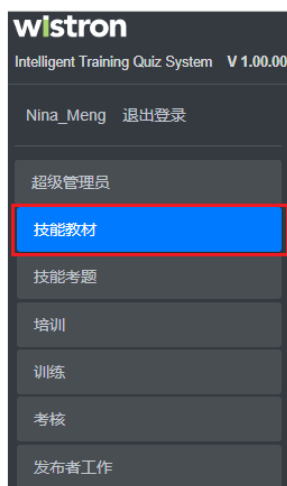 wistron
Intelligent Training Quiz System V 1.00.00
Nina_Meng 退出登录
超级管理员
技能教材
技能考题
培训
训练
考核
发布者工作